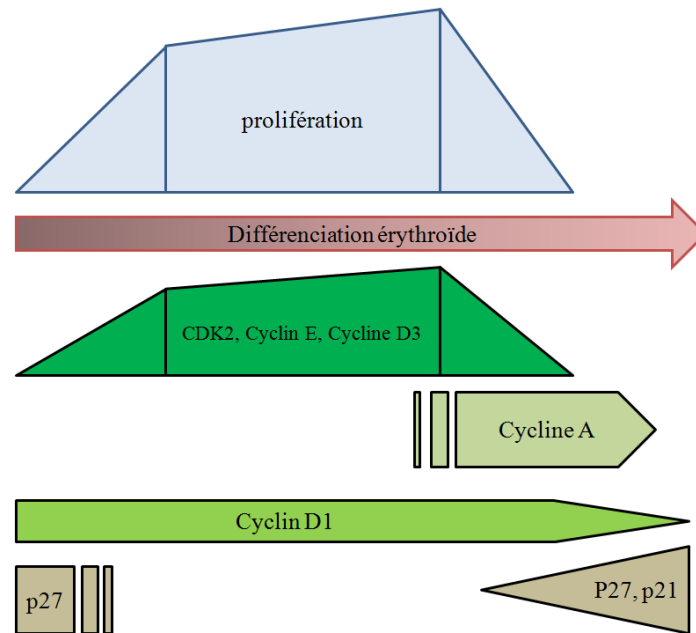 prolifération
Différenciation érythroïde
CDK2, Cyclin E, Cycline D3
Cycline A
Cyclin D1
p27
P27, p21